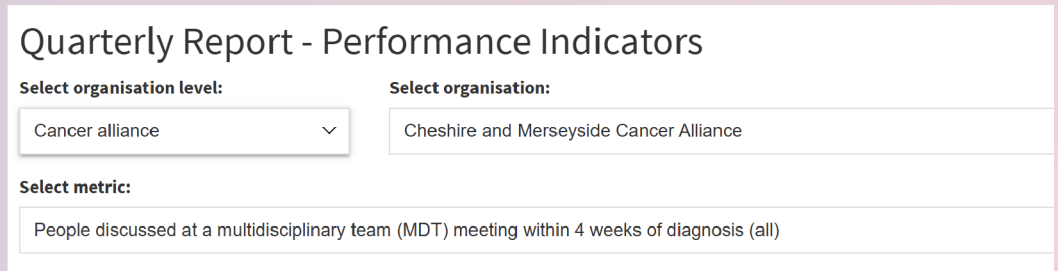 Quarterly Report - Performance Indicators
Select organisation level: Select organisation:
Cancer alliance Cheshire and Merseyside Cancer Alliance
Select metric:
People discussed at a multidisciplinary team (MDT) meeting within 4 weeks of diagnosis (all)